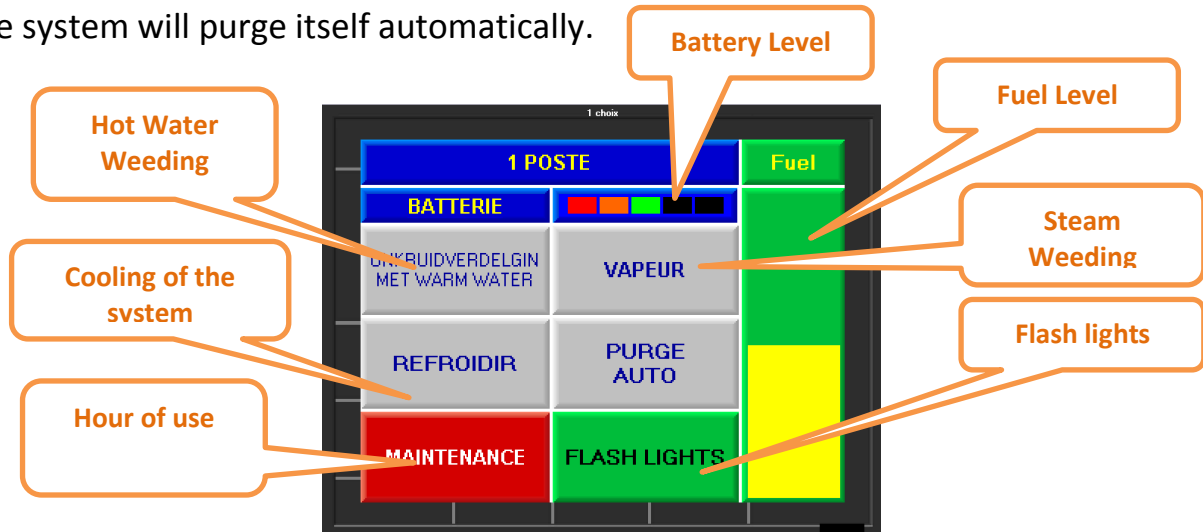 e system will purge itself automatically.
Battery Level
Fuel Level
Hot Water
Weeding
1 choix
1 POSTE
Fuel
BATTERIE
Steam
Weeding
ONKRUIDVERDELGIN
MET WARM WATER
VAPEUR
Cooling of the
system
Flash lights
REFROIDIR
PURGE
AUTO
Hour of use
MAINTENANCE
FLASH LIGHTS